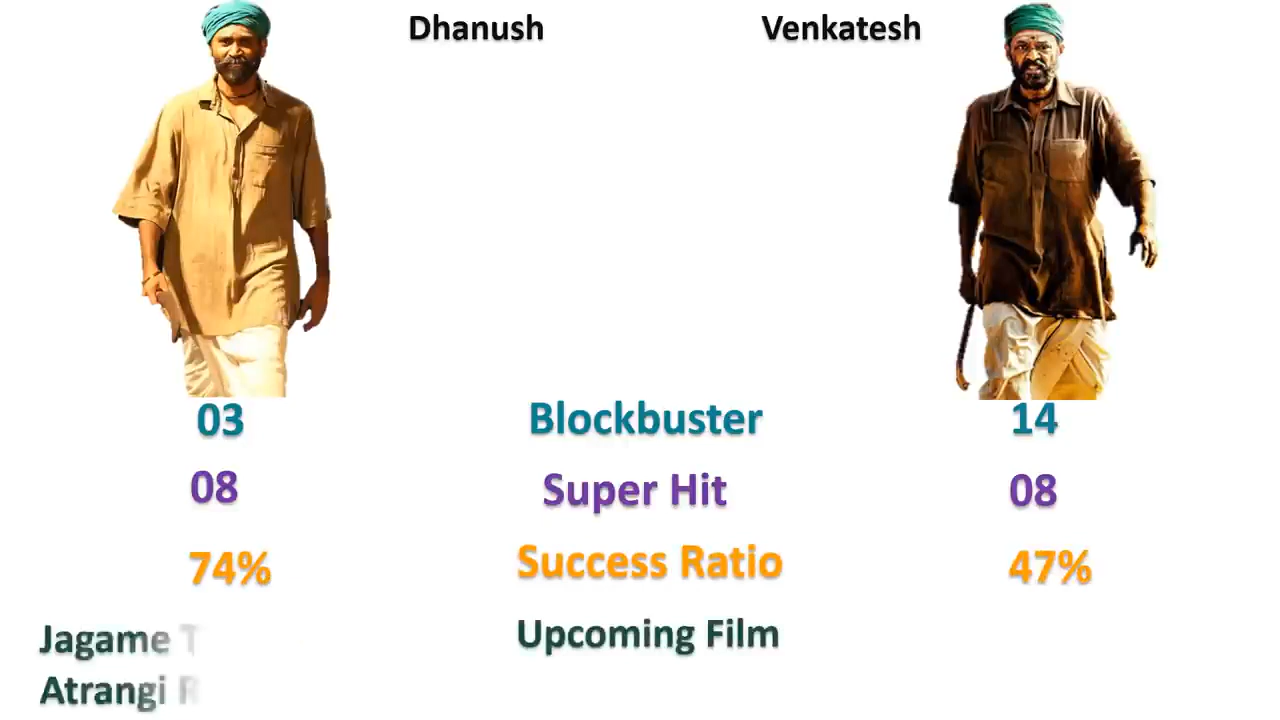 Dhanush Venkatesh
03 Blockbuster 14
08 Super Hit 08
74% Success Ratio 47%
Jagame Upcoming Film
Atrangi